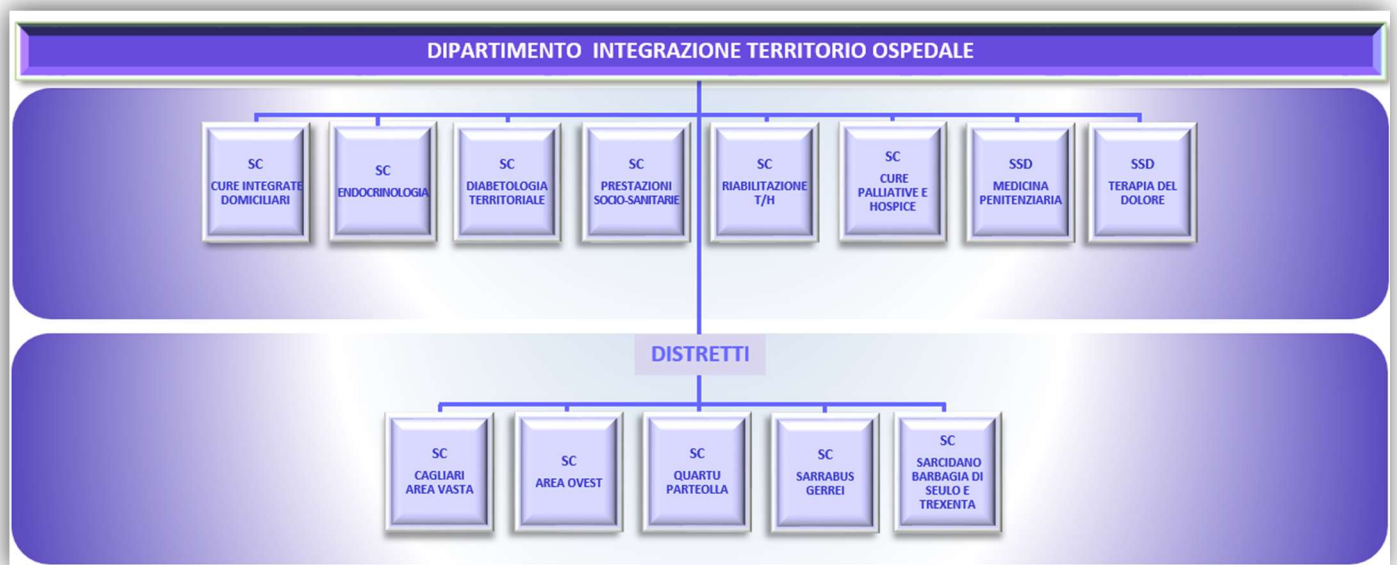 DIPARTIMENTO INTEGRAZIONE TERRITORIO OSPEDALE
SC
CURE INTEGRATE
DOMICILIARI
SC
ENDOCRINOLOGIA
SC
DIABETOLOGIA
TERRITORIALE
SC
PRESTAZIONI
SOCIO-SANITARIE
SC
RIABILITAZIONE
T/H
SC
CURE
PALLIATIVE E
HOSPICE
SSD
MEDICINA
PENITENZIARIA
SSD
TERAPIA DEL
DOLORE
DISTRETTI
SC
CAGLIARI
AREA VASTA
SC
AREA OVEST
SC
QUARTU
PARTEOLLA
SC
SARRABUS
GERREI
SC
SARCIDANO
BARBAGIA DI
SEULO E
TREXENTA